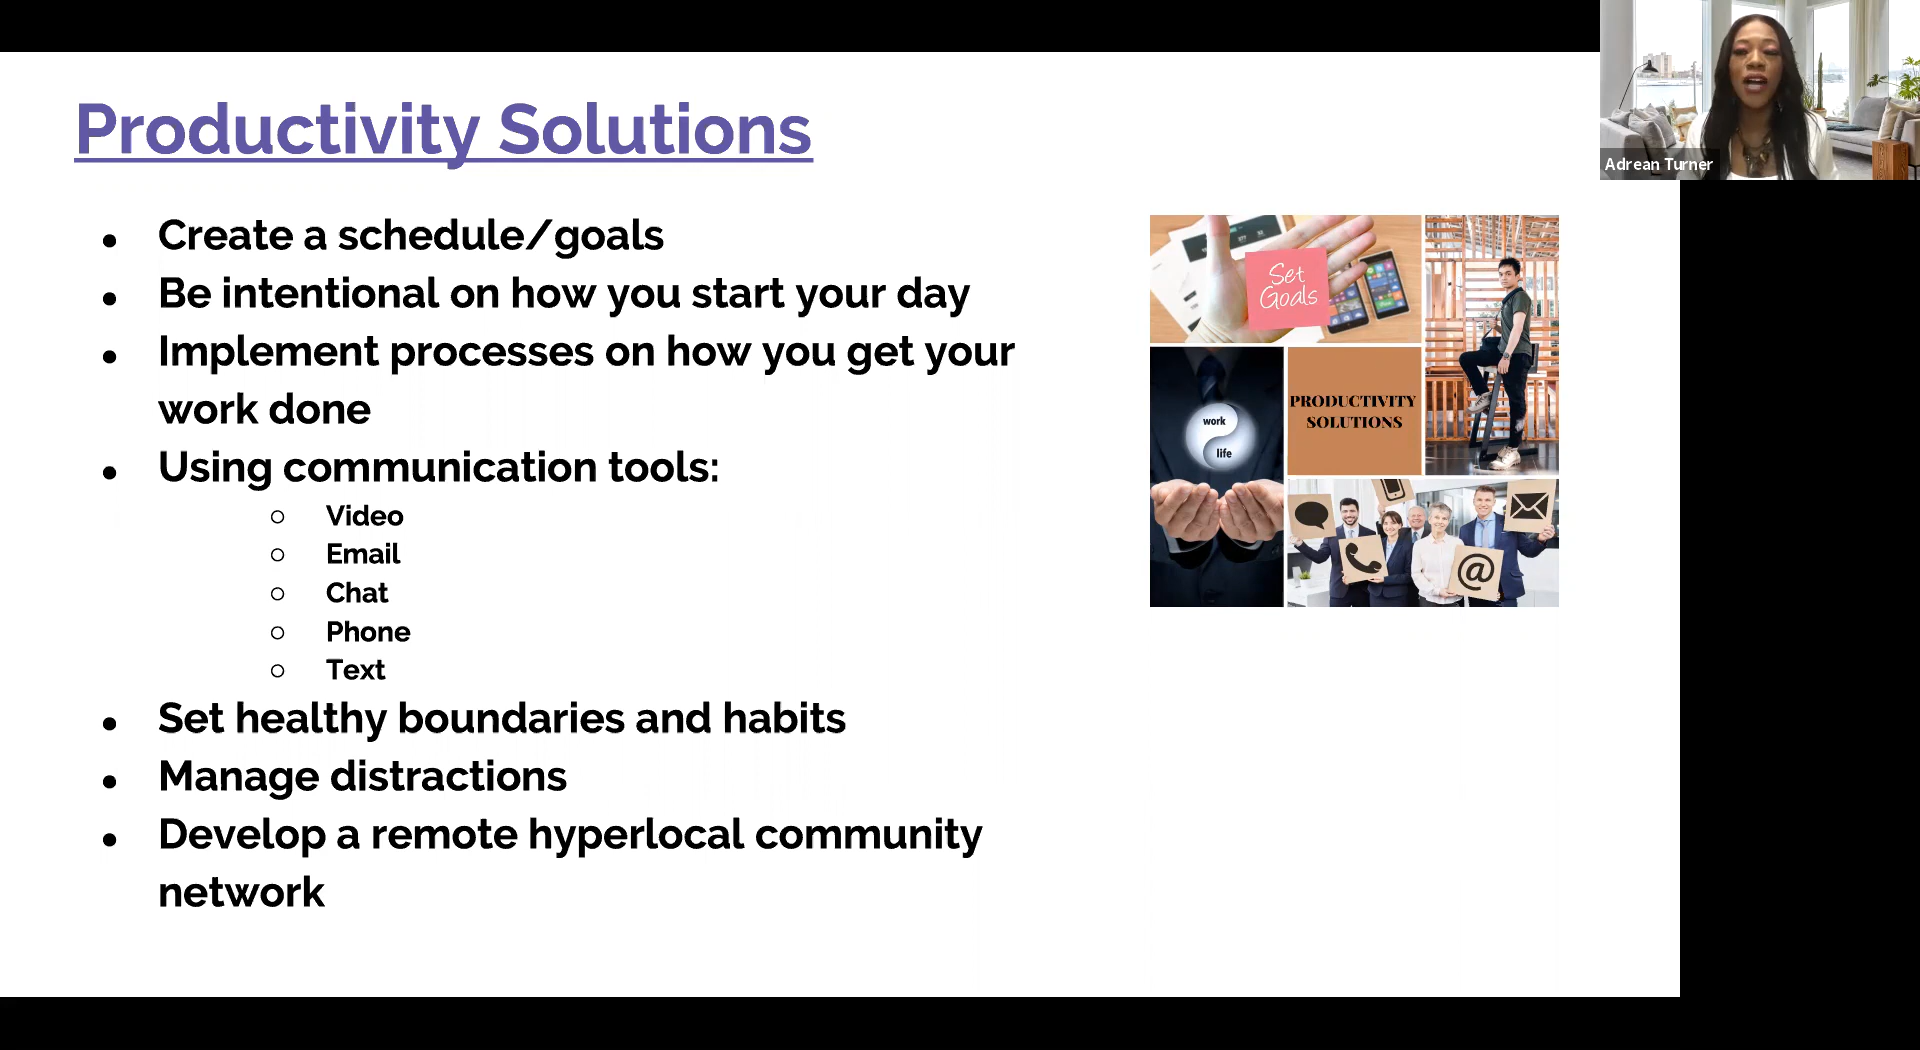 Productivity Solutions
Adrean Turner
● Create a schedule/goals
● Be intentional on how you start your day
● Implement processes on how you get your
work done
● Using communication tools:
○ Video
○ Email
○ Chat
○ Phone
○ Text
● Set healthy boundaries and habits
● Manage distractions
● Develop a remote hyperlocal community
network
Set
Goals
work
life
PRODUCTIVITY
SOLUTIONS
@